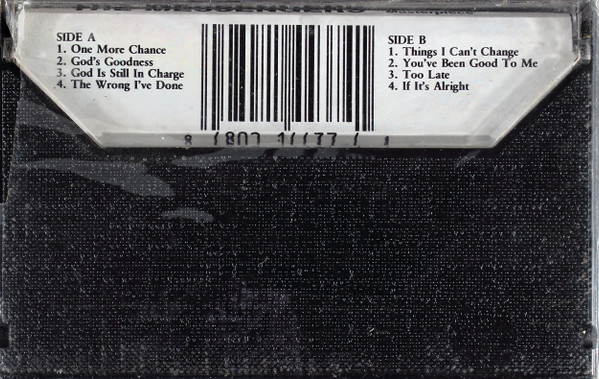 SIDE A
1. One More Chance
2. God's Goodness
3. God Is Still In Charge
4. The Wrong I've Done
SIDE B
1. Things I Can't Change
2. You've Been Good To Me
3. Too Late
4. If It's Alright